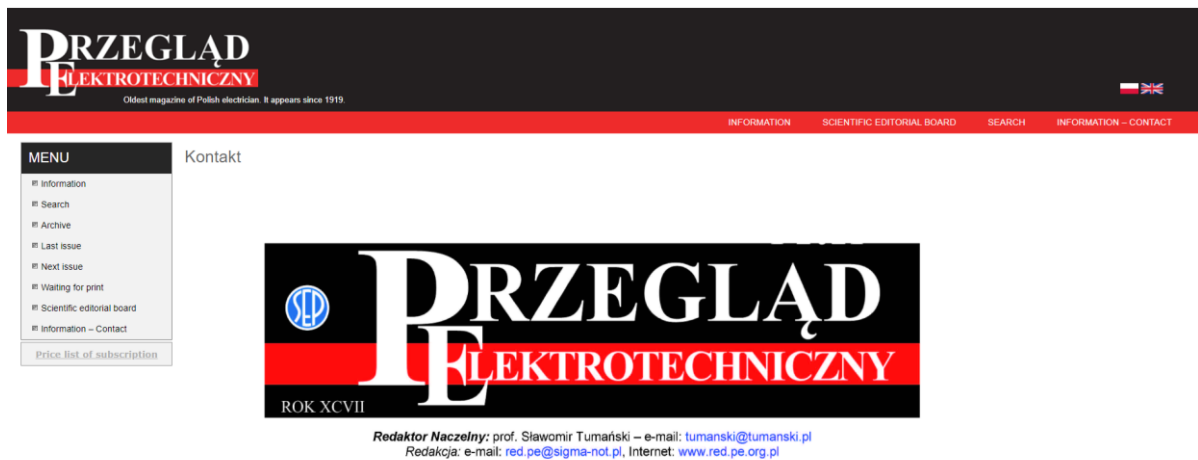 PRZEGLĄD
ELEKTROTECHNICZNY
Oldest magazine of Polish electrician. It appears since 1919.
INFORMATION SCIENTIFIC EDITORIAL BOARD SEARCH INFORMATION – CONTACT
MENU
Information
Search
Archive
Last issue
Next issue
Waiting for print
Scientific editorial board
Information – Contact
Price list of subscription
Kontakt
SEP
PRZEGLĄD
ELEKTROTECHNICZNY
ROK XCVII
Redaktor Naczelny: prof. Sławomir Tumański – e-mail: tumanski@tumanski.pl
Redakcja: e-mail: red.pe@sigma-not.pl, Internet: www.red.pe.org.pl